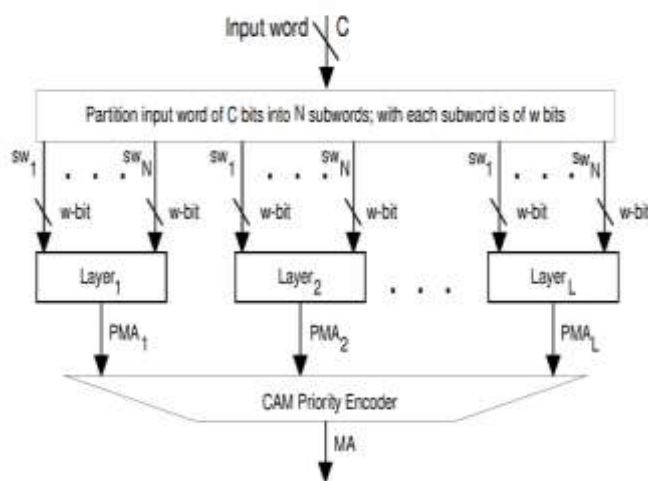 Input word C
Partition input word of C bits into N subwords; with each subword is of w bits
sw1 . . . swN sw1 . . . swN sw1 . . . swN
w-bit w-bit w-bit w-bit w-bit w-bit
Layer1 Layer2 . . . LayerL
PMA1 PMA2 PMAL
CAM Priority Encoder
MA